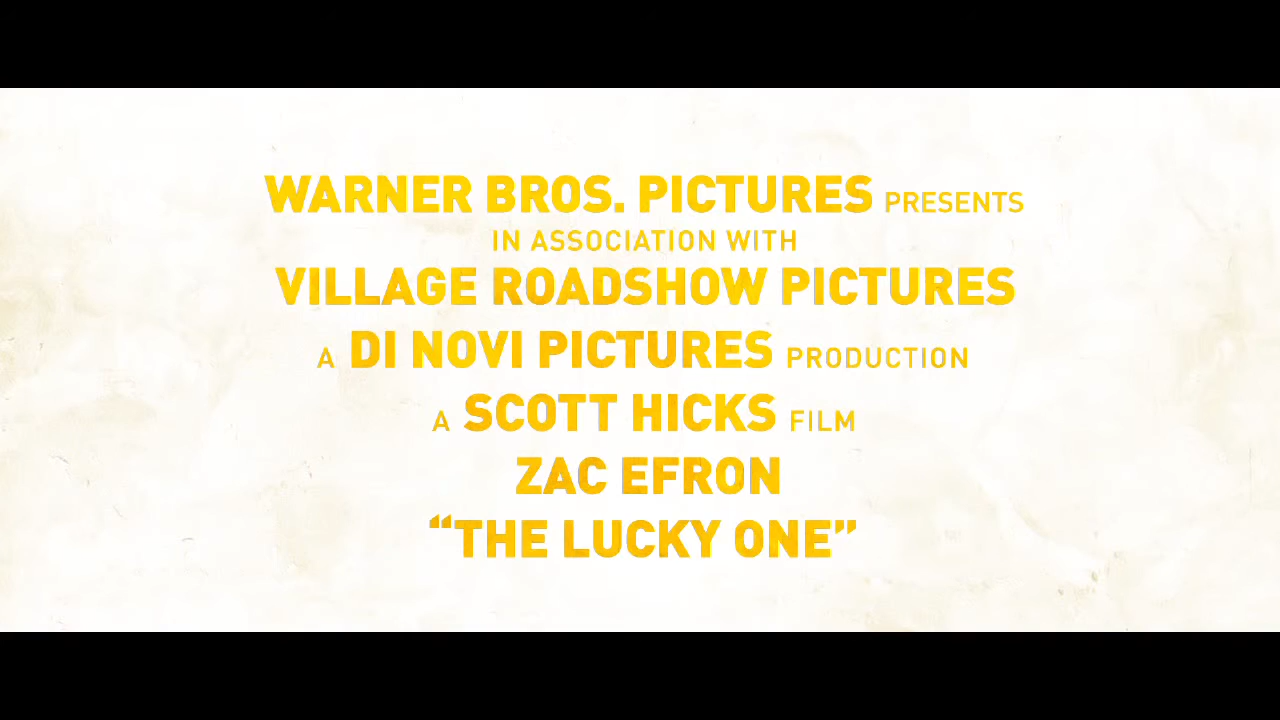 WARNER BROS. PICTURES PRESENTS
IN ASSOCIATION WITH
VILLAGE ROADSHOW PICTURES
A DI NOVI PICTURES PRODUCTION
A SCOTT HICKS FILM
ZAC EFRON
“THE LUCKY ONE”